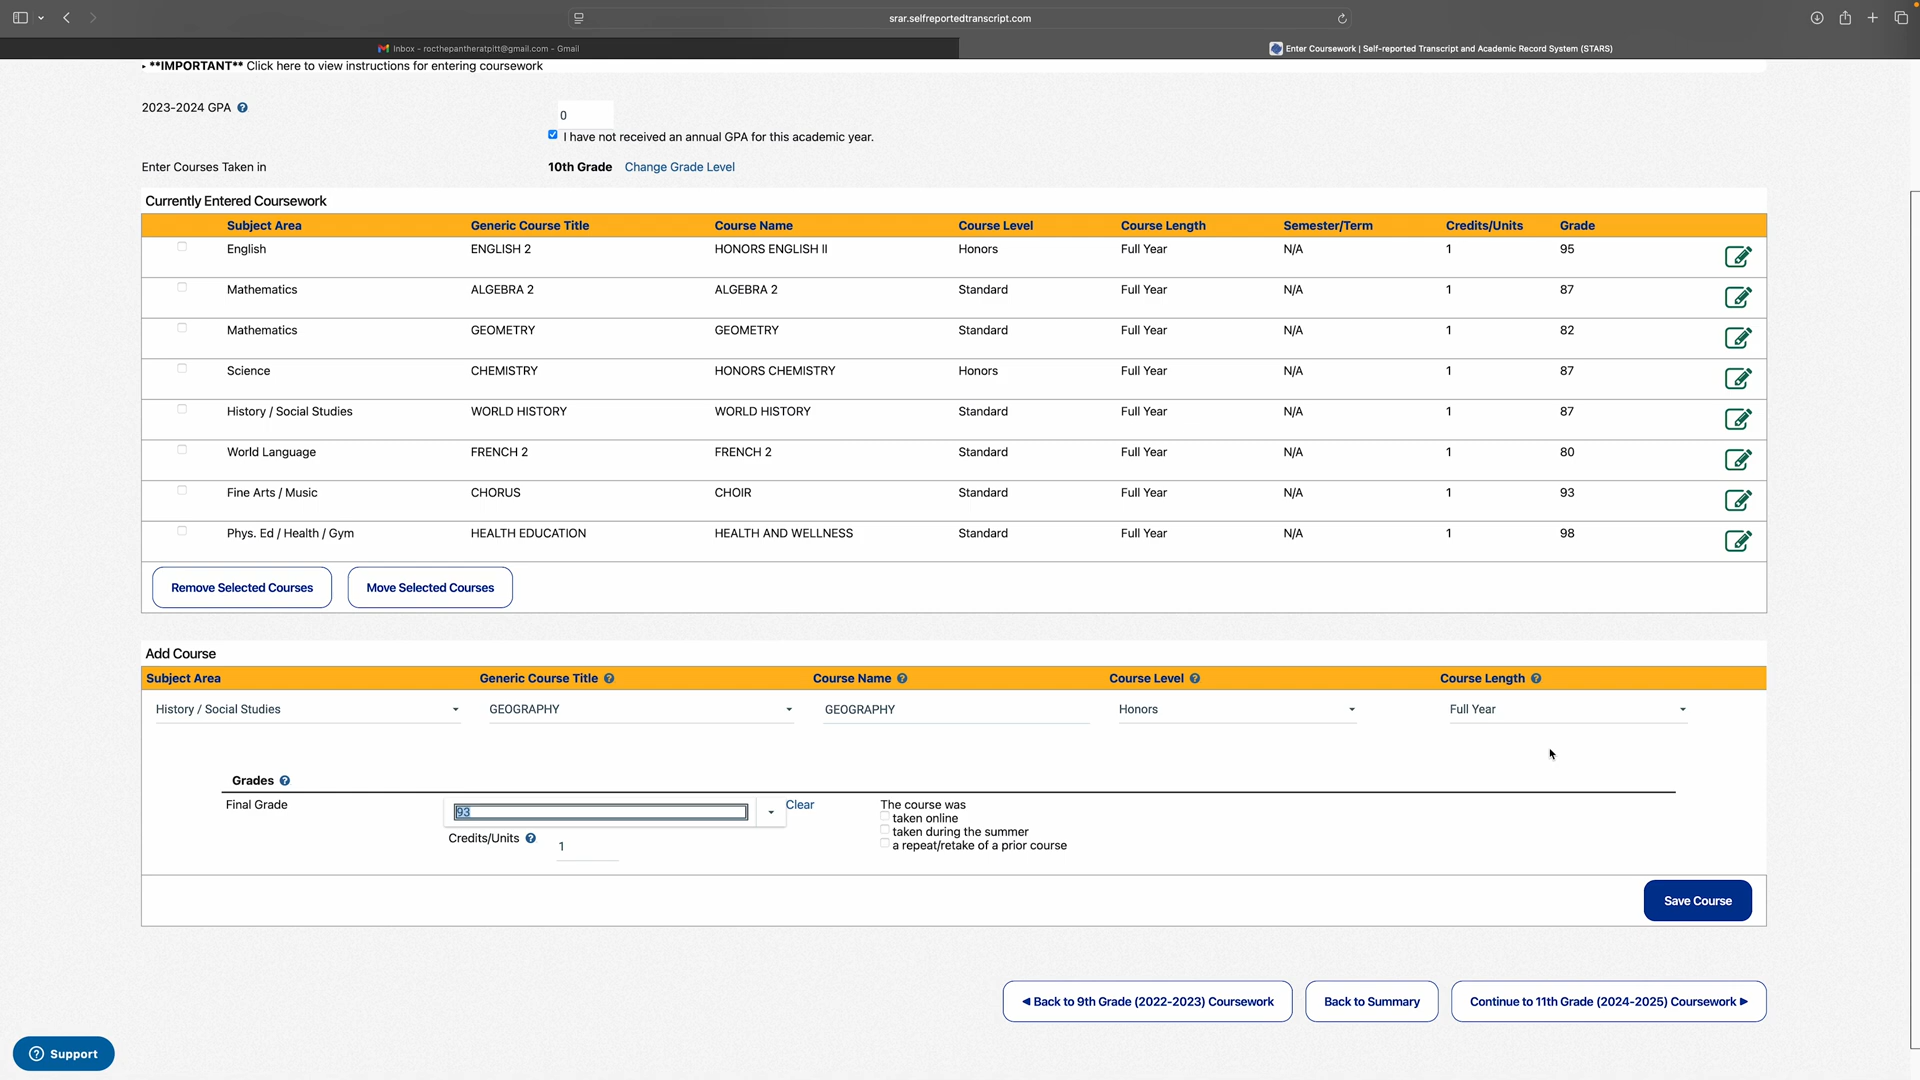 srar.selfreportedtranscript.com
Inbox - rocthepantheratpitt@gmail.com - Gmail
Enter Coursework | Self-reported Transcript and Academic Record System (STARS)
**IMPORTANT** Click here to view instructions for entering coursework
2023-2024 GPA ?
0
I have not received an annual GPA for this academic year.
Enter Courses Taken in 10th Grade Change Grade Level
Currently Entered Coursework
Subject Area Generic Course Title Course Name Course Level Course Length Semester/Term Credits/Units Grade
English ENGLISH 2 HONORS ENGLISH II Honors Full Year N/A 1 95
Mathematics ALGEBRA 2 ALGEBRA 2 Standard Full Year N/A 1 87
Mathematics GEOMETRY GEOMETRY Standard Full Year N/A 1 82
Science CHEMISTRY HONORS CHEMISTRY Honors Full Year N/A 1 87
History / Social Studies WORLD HISTORY WORLD HISTORY Standard Full Year N/A 1 87
World Language FRENCH 2 FRENCH 2 Standard Full Year N/A 1 80
Fine Arts / Music CHORUS CHOIR Standard Full Year N/A 1 93
Phys. Ed / Health / Gym HEALTH EDUCATION HEALTH AND WELLNESS Standard Full Year N/A 1 98
Remove Selected Courses Move Selected Courses
Add Course
Subject Area Generic Course Title ? Course Name ? Course Level ? Course Length ?
History / Social Studies GEOGRAPHY GEOGRAPHY Honors Full Year
Grades ?
Final Grade 93 Clear The course was
taken online
taken during the summer
Credits/Units ? 1 a repeat/retake of a prior course
Save Course
Back to 9th Grade (2022-2023) Coursework Back to Summary Continue to 11th Grade (2024-2025) Coursework
? Support